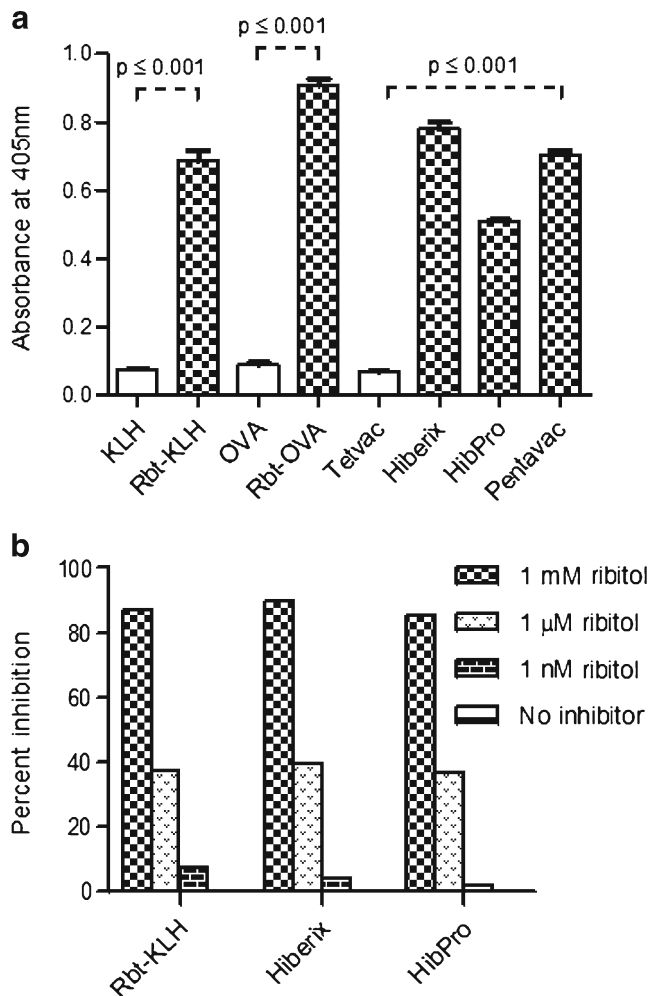 a
p ≤ 0.001
p ≤ 0.001
p ≤ 0.001
Absorbance at 405nm
1.0
0.8
0.6
0.4
0.2
0.0
KLH
Rbt-KLH
OVA
Rbt-OVA
Tetvac
Hiberix
HibPro
Pentavac
b
Percent inhibition
100
80
60
40
20
0
Rbt-KLH
Hiberix
HibPro
1 mM ribitol
1 μM ribitol
1 nM ribitol
No inhibitor